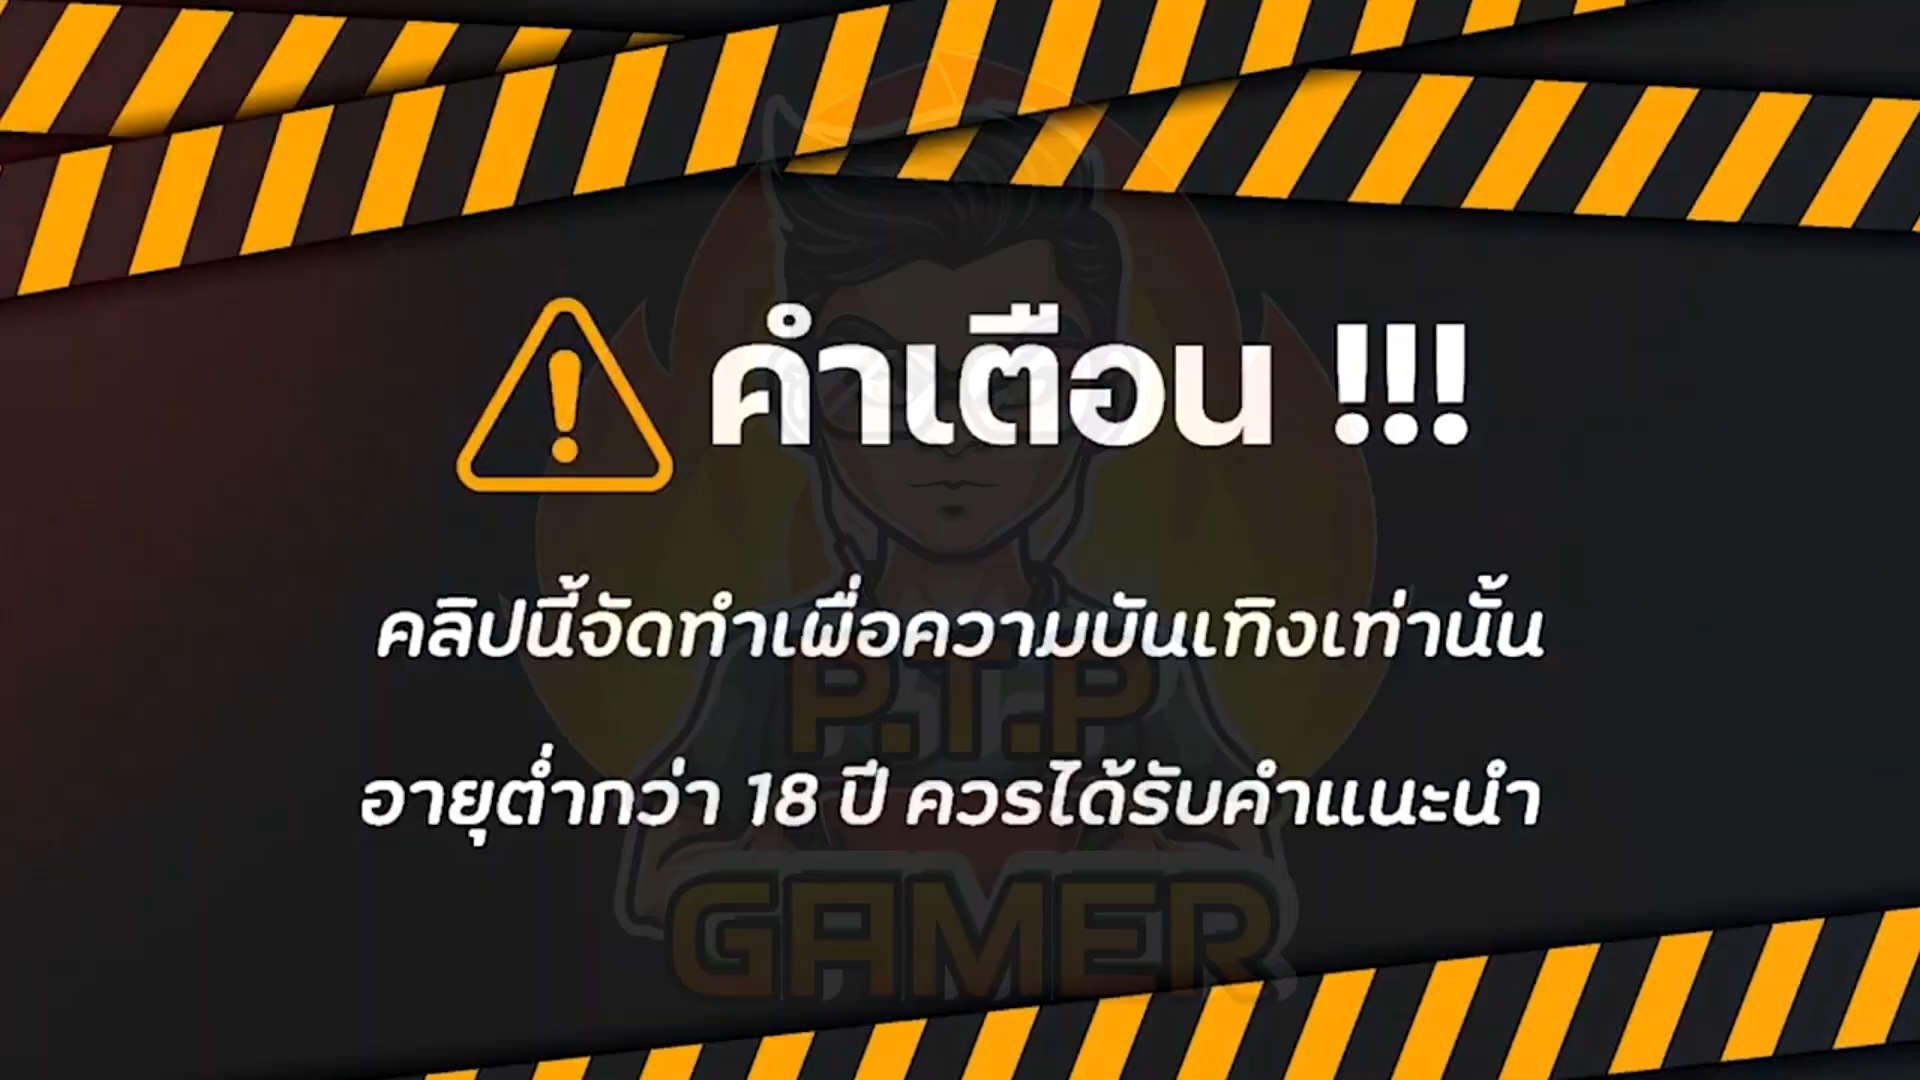 คำเตือน !!!
คลิปนี้จัดทำเพื่อความบันเทิงเท่านั้น
P.T.P
อายุต่ำกว่า 18 ปี ควรได้รับคำแนะนำ
GAMER